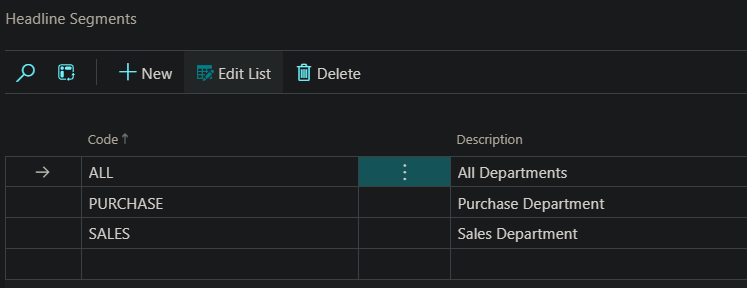 Headline Segments
New Edit List Delete
Code ↑ Description
ALL All Departments
PURCHASE Purchase Department
SALES Sales Department